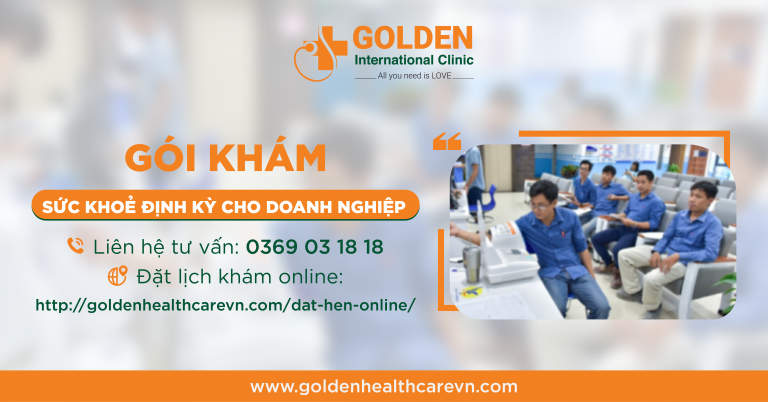 GOLDEN
International Clinic
All you need is LOVE
GÓI KHÁM
SỨC KHOẺ ĐỊNH KỲ CHO DOANH NGHIỆP
Liên hệ tư vấn: 0369 03 18 18
Đặt lịch khám online:
http://goldenhealthcarevn.com/dat-hen-online/
www.goldenhealthcarevn.com